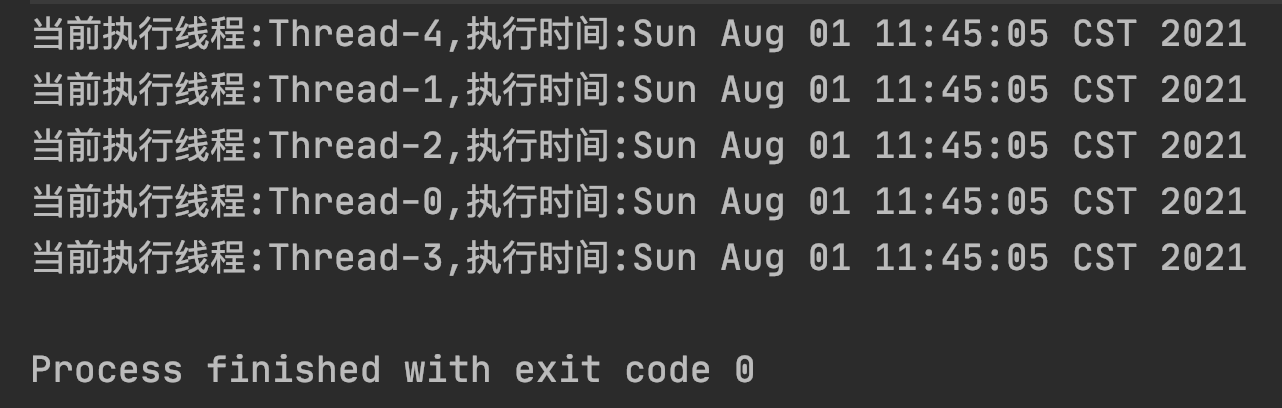 当前执行线程:Thread-4,执行时间:Sun Aug 01 11:45:05 CST 2021
当前执行线程:Thread-1,执行时间:Sun Aug 01 11:45:05 CST 2021
当前执行线程:Thread-2,执行时间:Sun Aug 01 11:45:05 CST 2021
当前执行线程:Thread-0,执行时间:Sun Aug 01 11:45:05 CST 2021
当前执行线程:Thread-3,执行时间:Sun Aug 01 11:45:05 CST 2021
Process finished with exit code 0